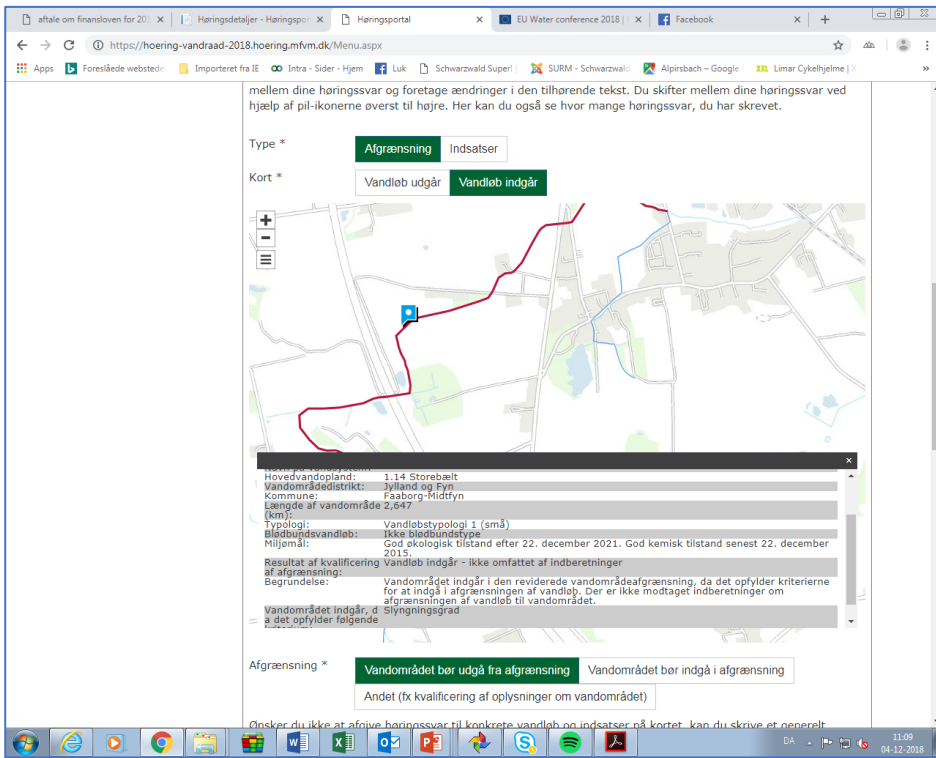 aftale om finansloven for 20
Høringsdetaljer - Høringspor
Høringsportal
EU Water conference 2018 |
Facebook
https://hoering-vandraad-2018.hoering.mfvm.dk/Menu.aspx
Apps
Foreslåede webstede
Importeret fra IE
Intra - Sider - Hjem
Luk
Schwarzwald Super!
SURM - Schwarzwald
Alpirsbach – Google
Limar Cykelhjelme |
»
mellem dine høringssvar og foretage ændringer i den tilhørende tekst. Du skifter mellem dine høringssvar ved
hjælp af pil-ikonerne øverst til højre. Her kan du også se hvor mange høringssvar, du har skrevet.
Type * Afgrænsning Indsatser
Kort * Vandløb udgår Vandløb indgår
Hovedvandopland: 1.14 Storebælt
Vandområdedistrikt: Jylland og Fyn
Kommune: Faaborg-Midtfyn
Længde af vandområde 2,647
(km):
Typologi: Vandløbstypologi 1 (små)
Blødbundsvandløb: Ikke blødbundstype
Miljømål: God økologisk tilstand efter 22. december 2021. God kemisk tilstand senest 22. december
2015.
Resultat af kvalificering Vandløb indgår - ikke omfattet af indberetninger
af afgrænsning:
Begrundelse: Vandområdet indgår i den reviderede vandområdeafgrænsning, da det opfylder kriterierne
for at indgå i afgrænsningen af vandløb. Der er ikke modtaget indberetninger om
afgrænsningen af vandløb til vandområdet.
Vandområdet indgår, d Slyngningsgrad
a det opfylder følgende
Afgrænsning * Vandområdet bør udgå fra afgrænsning Vandområdet bør indgå i afgrænsning
Andet (fx kvalificering af oplysninger om vandområdet)
Ønsker du ikke at afgive høringssvar til konkrete vandløb og indsatser på kortet, kan du skrive et generelt
DA
11:09
04-12-2018